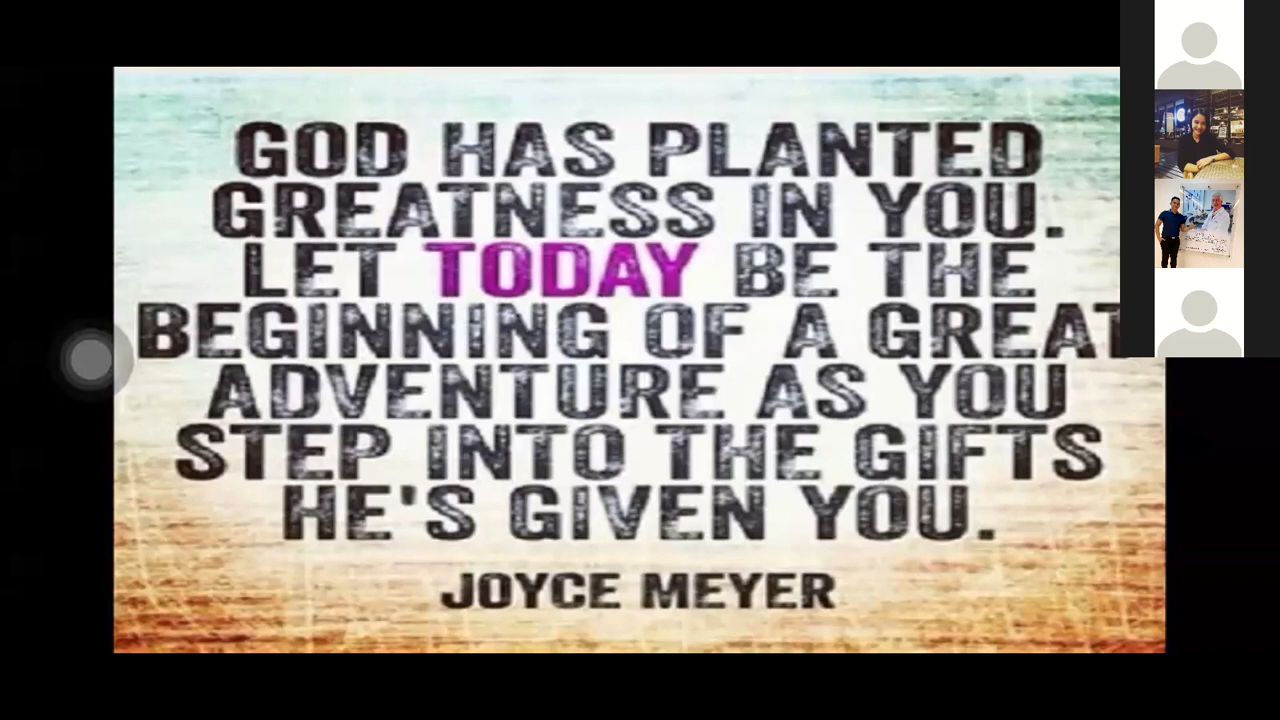 GOD HAS PLANTED
GREATNESS IN YOU.
LET TODAY BE THE
BEGINNING OF A GREAT
ADVENTURE AS YOU
STEP INTO THE GIFTS
HE'S GIVEN YOU.
JOYCE MEYER